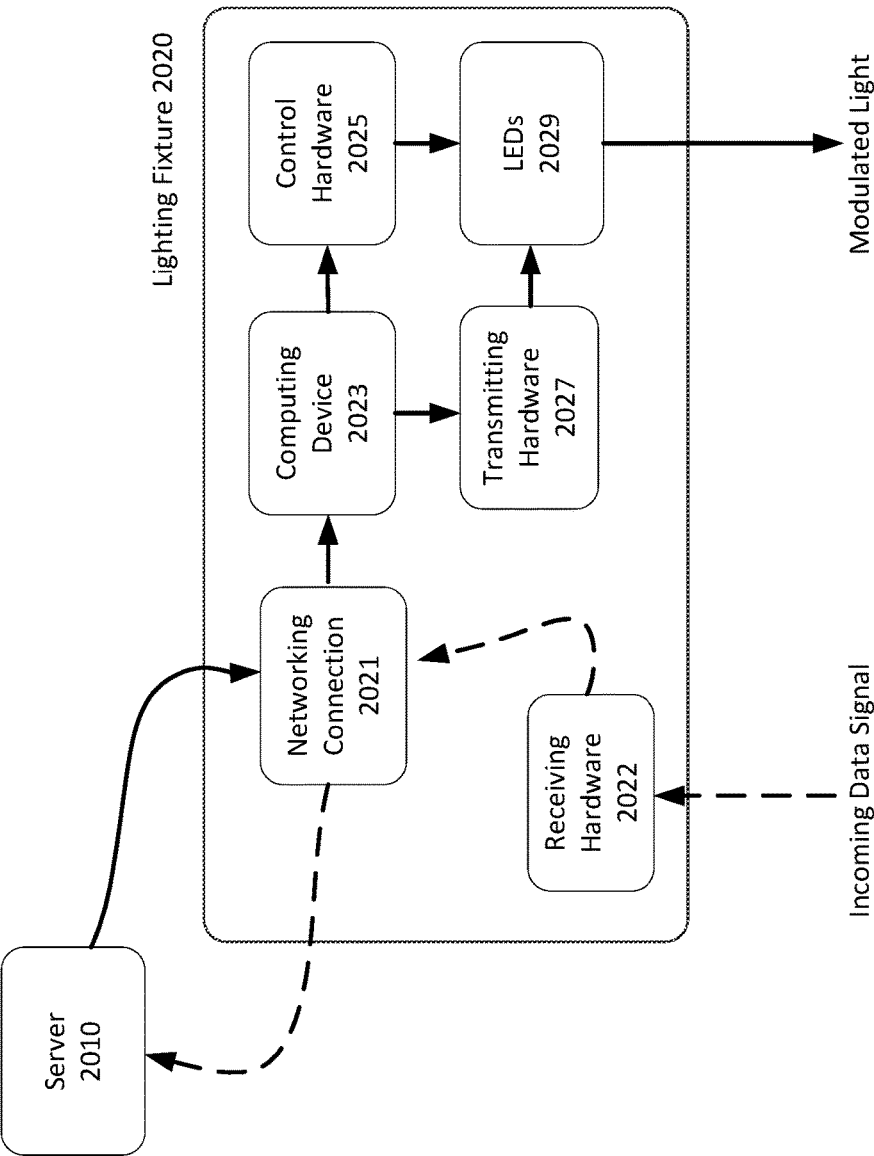 Server
2010
Lighting Fixture 2020
Networking
Connection
2021
Computing
Device
2023
Control
Hardware
2025
Receiving
Hardware
2022
Transmitting
Hardware
2027
LEDs
2029
Incoming Data Signal
Modulated Light